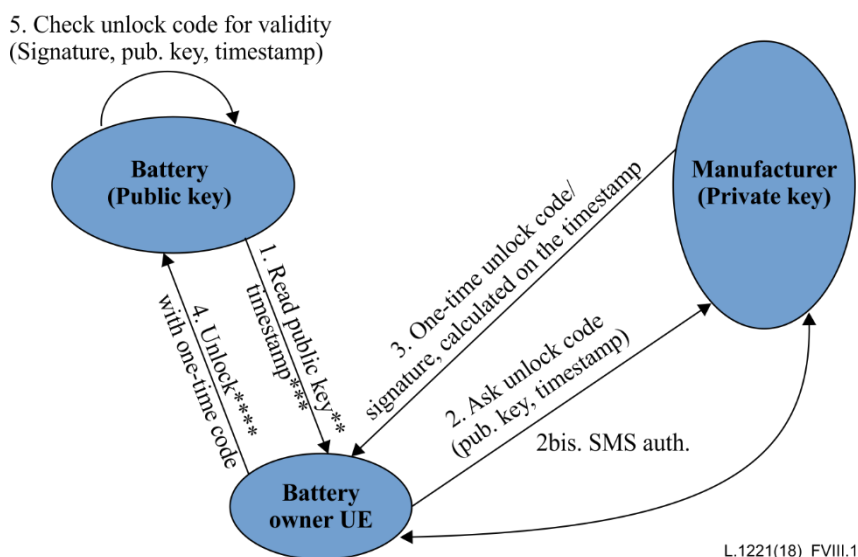 5. Check unlock code for validity
(Signature, pub. key, timestamp)
Battery
(Public key)
Manufacturer
(Private key)
1. Read public key**
timestamp***
4. Unlock****
with one-time code
3. One-time unlock code/
signature, calculated on the timestamp
2. Ask unlock code
(pub. key, timestamp)
2bis. SMS auth.
Battery
owner UE
L.1221(18)_FVIII.1